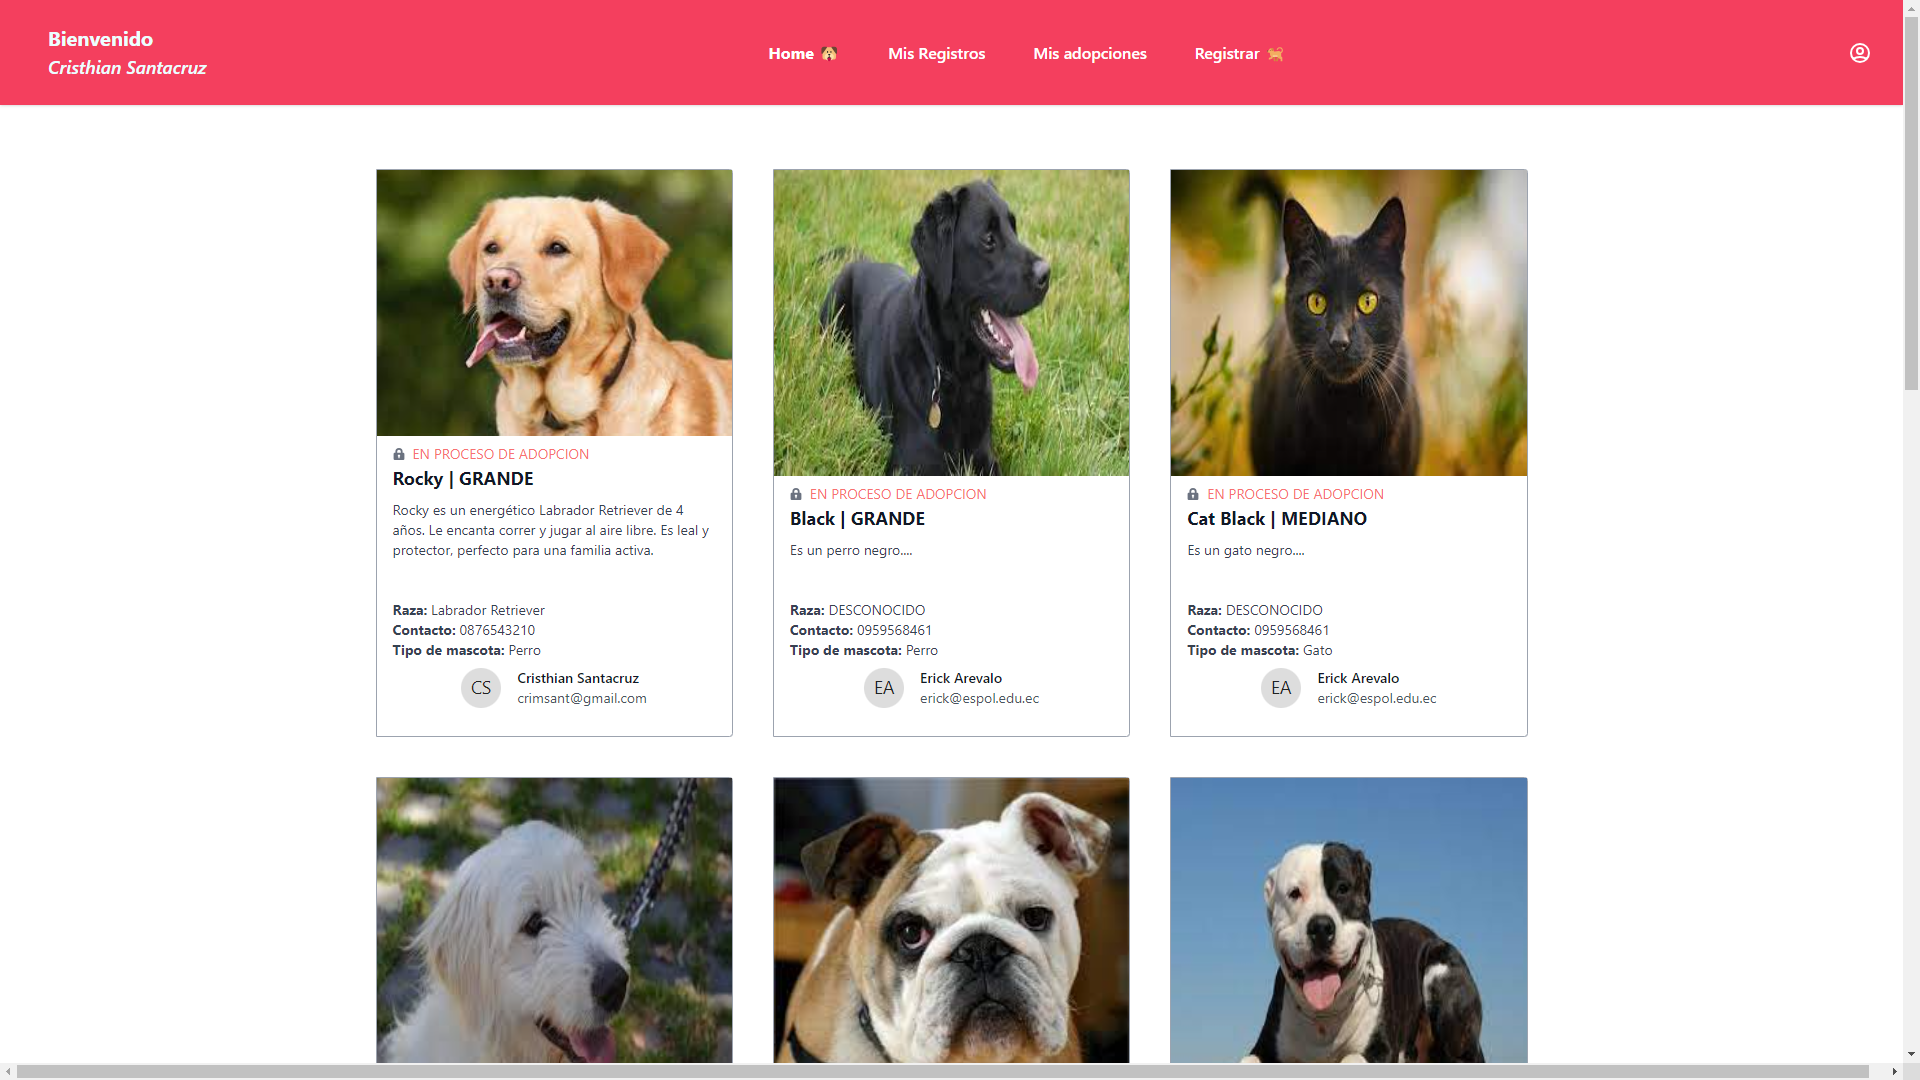 Bienvenido
Cristhian Santacruz
Home
Mis Registros
Mis adopciones
Registrar
EN PROCESO DE ADOPCION
Rocky | GRANDE
Rocky es un energético Labrador Retriever de 4
años. Le encanta correr y jugar al aire libre. Es leal y
protector, perfecto para una familia activa.
Raza: Labrador Retriever
Contacto: 0876543210
Tipo de mascota: Perro
CS
Cristhian Santacruz
crimsant@gmail.com
EN PROCESO DE ADOPCION
Black | GRANDE
Es un perro negro....
Raza: DESCONOCIDO
Contacto: 0959568461
Tipo de mascota: Perro
EA
Erick Arevalo
erick@espol.edu.ec
EN PROCESO DE ADOPCION
Cat Black | MEDIANO
Es un gato negro....
Raza: DESCONOCIDO
Contacto: 0959568461
Tipo de mascota: Gato
EA
Erick Arevalo
erick@espol.edu.ec